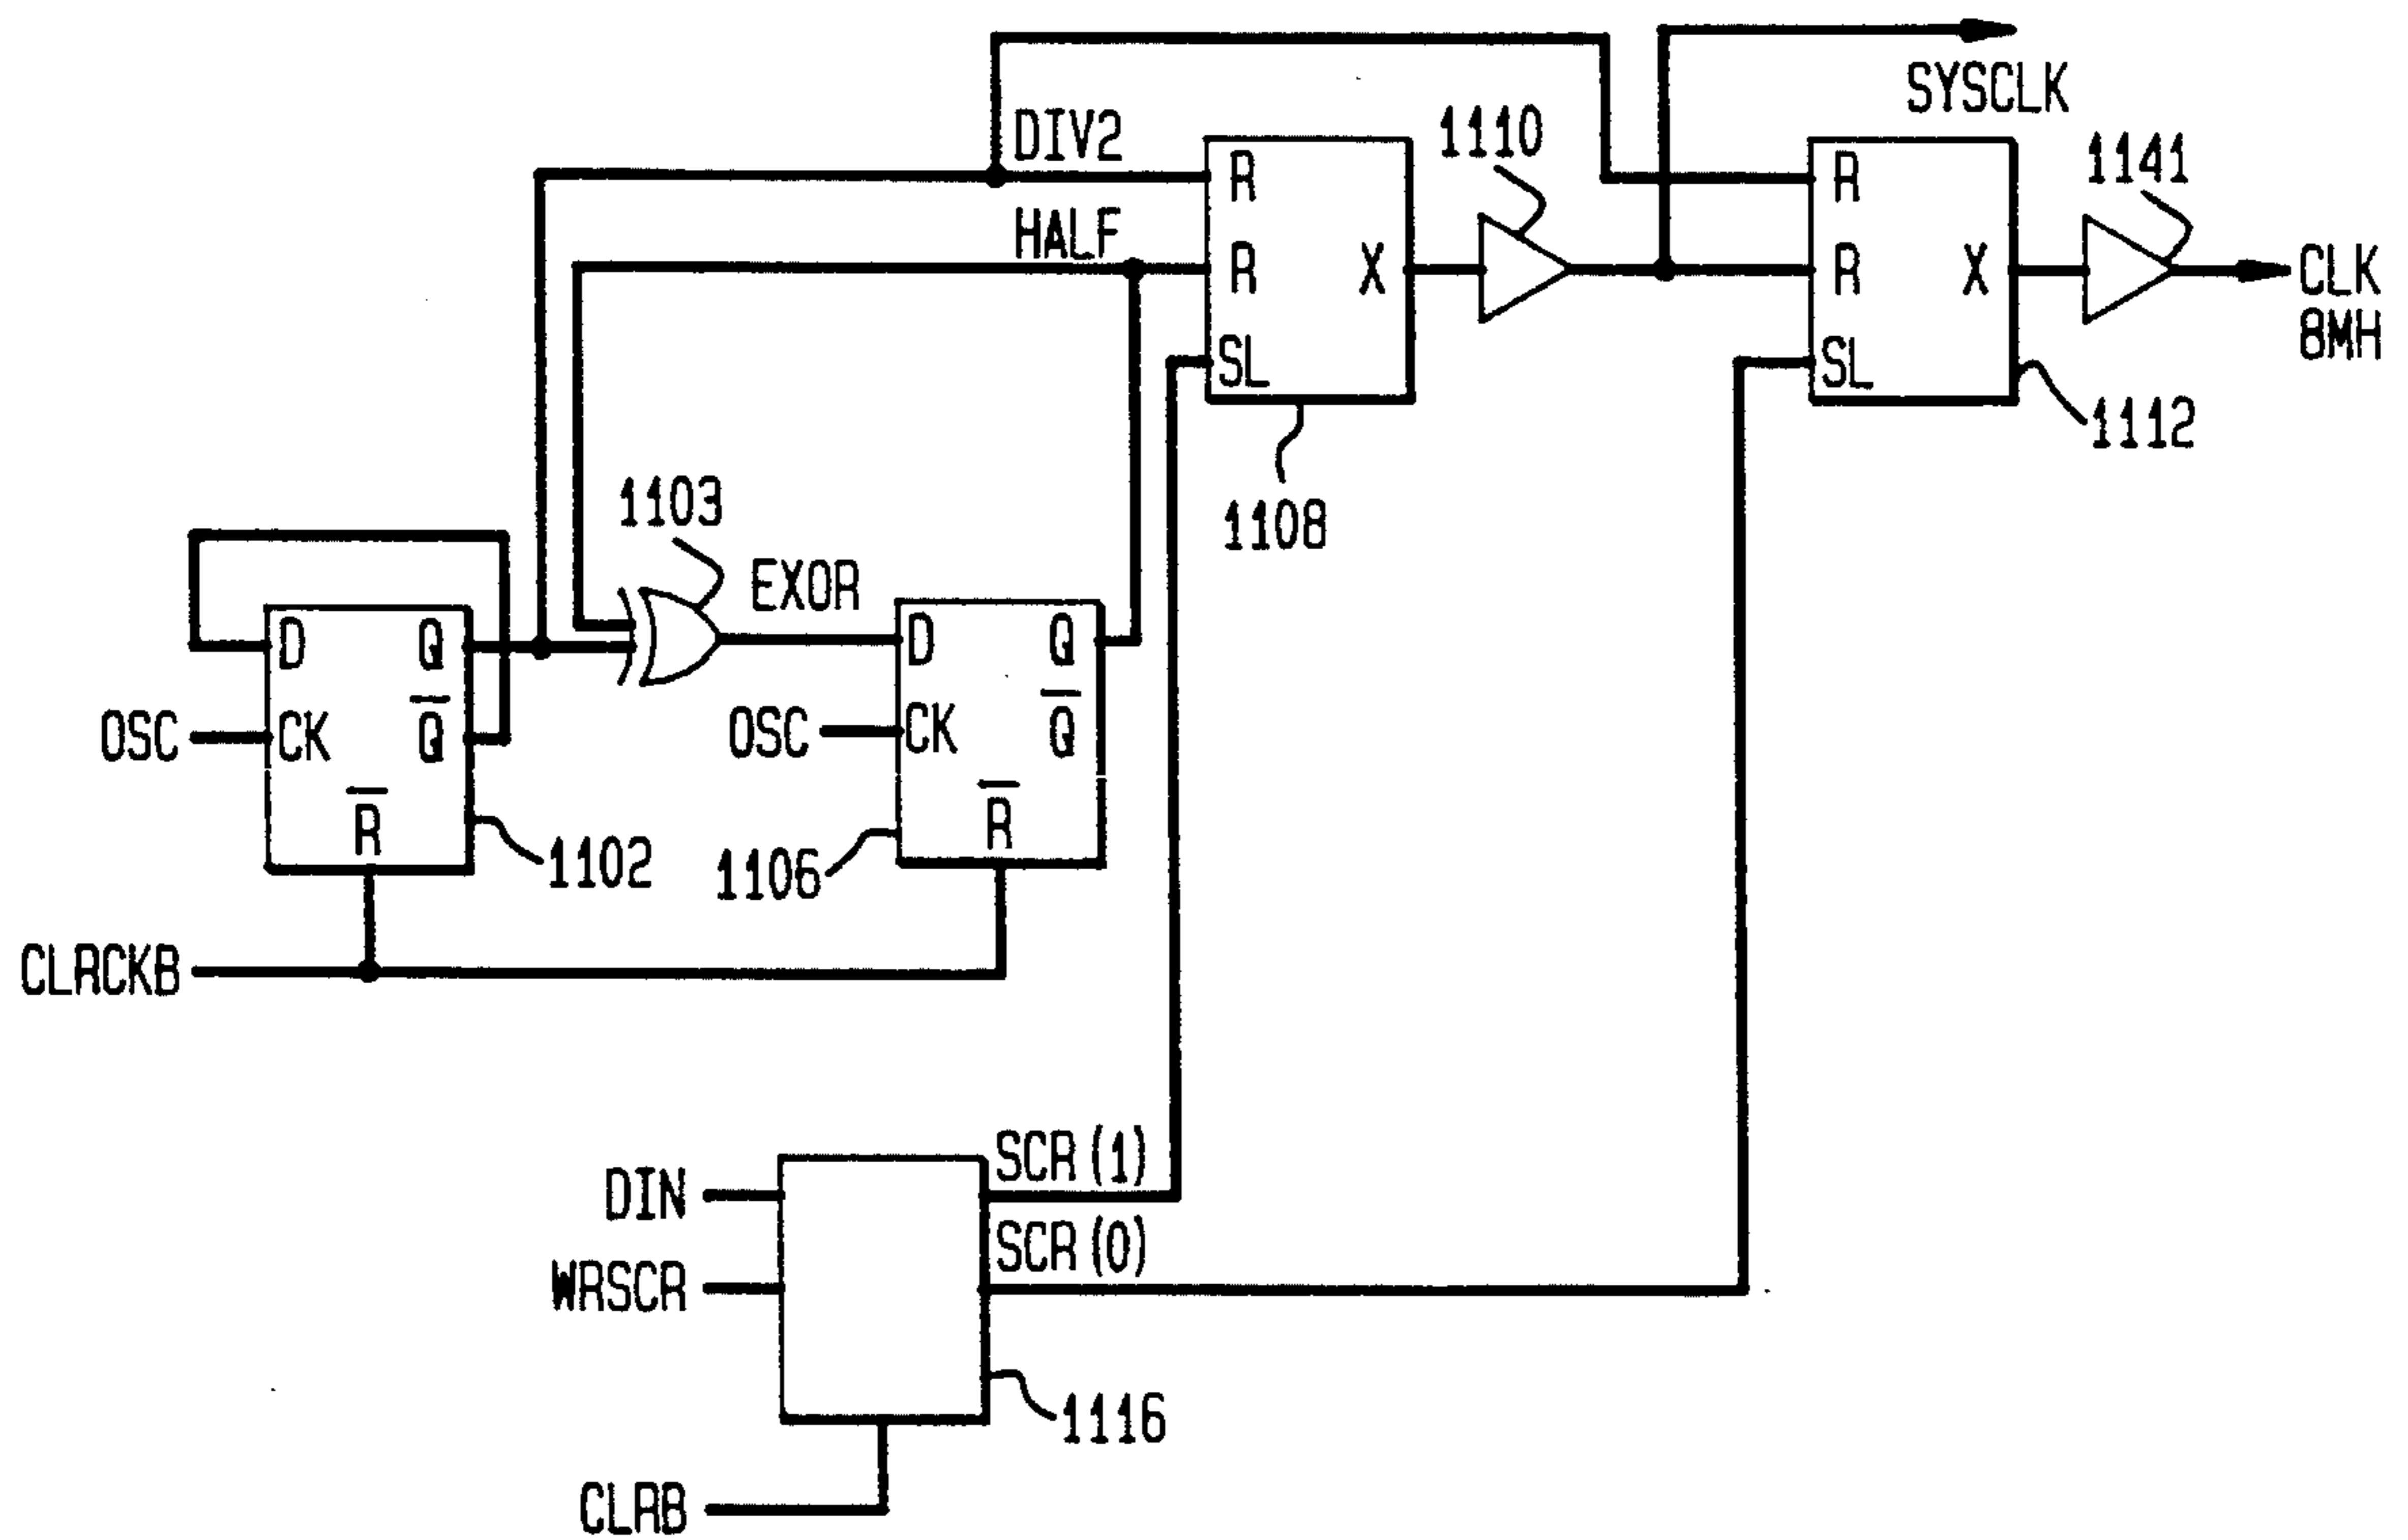 SYSCLK
DIV2
1110
1141
R
R
HALF
R
X
R
X
CLK
8MH
SL
SL
1112
1103
1108
EXOR
D
Q
D
Q
OSC
CK
Q
OSC
CK
Q
R
R
1102
1106
CLRCKB
SCR (1)
DIN
SCR (0)
WRSCR
1116
CLRB